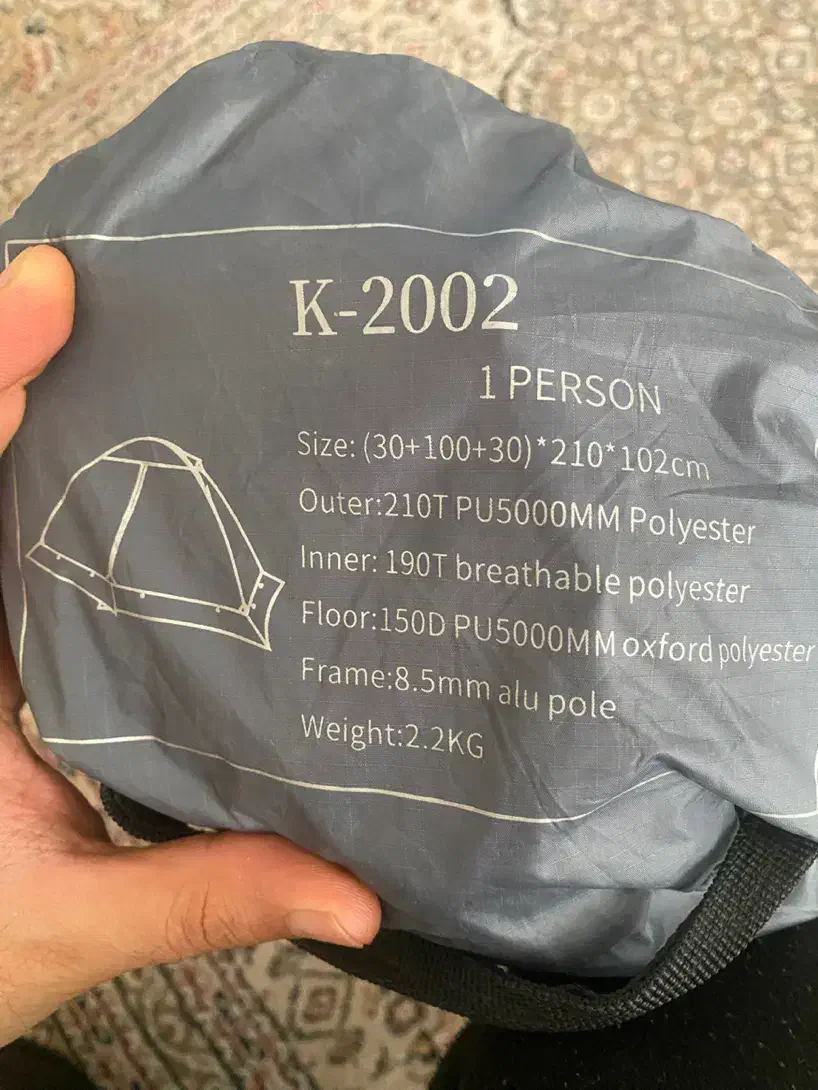 K-2002
1 PERSON
Size: (30+100+30)*210*102cm
Outer:210T PU5000MM Polyester
Inner: 190T breathable polyester
Floor:150D PU5000MM oxford polyester
Frame:8.5mm alu pole
Weight:2.2KG